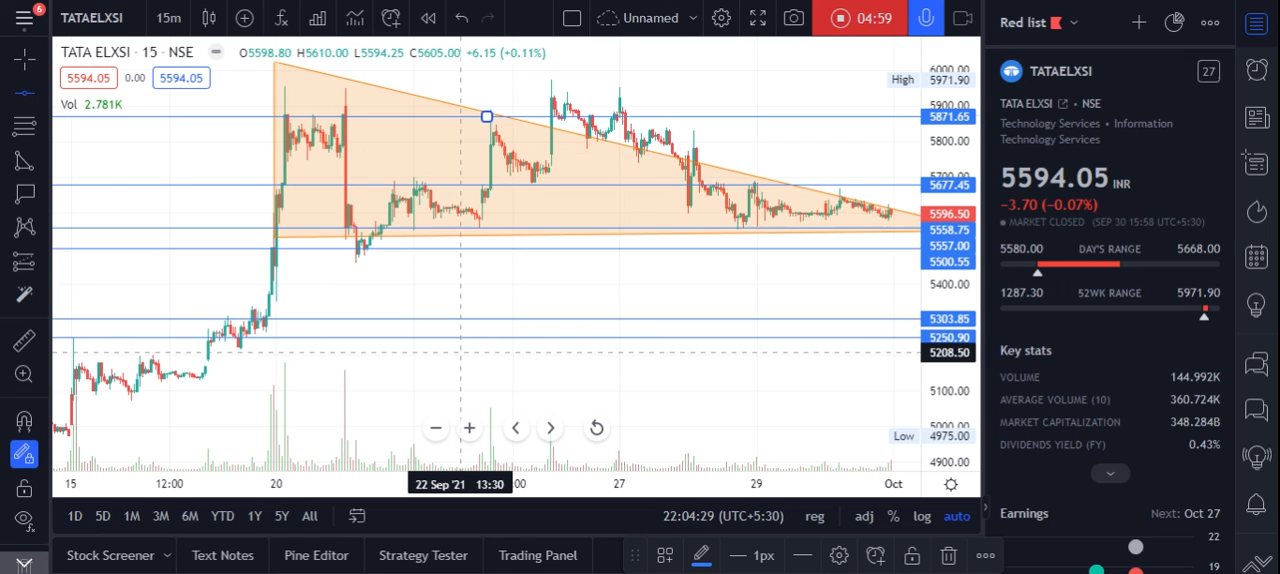 6
TATAELXSI
15m
Unnamed
04:59
Red list
TATA ELXSI · 15 · NSE
O5598.80 H5610.00 L5594.25 C5605.00 +6.15 (+0.11%)
5594.05
0.00
5594.05
Vol 2.781K
6000.00
High 5971.90
5900.00
5871.65
5800.00
5700.00
5677.45
5596.50
5558.75
5557.00
5500.55
5400.00
5303.85
5250.90
5208.50
5100.00
5000.00
Low 4975.00
4900.00
15
12:00
20
22 Sep '21 13:30
:00
27
29
Oct
1D 5D 1M 3M 6M YTD 1Y 5Y All
22:04:29 (UTC+5:30)
reg
adj
%
log
auto
Stock Screener
Text Notes
Pine Editor
Strategy Tester
Trading Panel
1px
TATAELXSI
27
TATA ELXSI • NSE
Technology Services • Information
Technology Services
5594.05 INR
−3.70 (−0.07%)
MARKET CLOSED (SEP 30 15:58 UTC+5:30)
5580.00 DAY'S RANGE 5668.00
1287.30 52WK RANGE 5971.90
Key stats
VOLUME 144.992K
AVERAGE VOLUME (10) 360.724K
MARKET CAPITALIZATION 348.284B
DIVIDENDS YIELD (FY) 0.43%
Earnings
Next: Oct 27
22
19